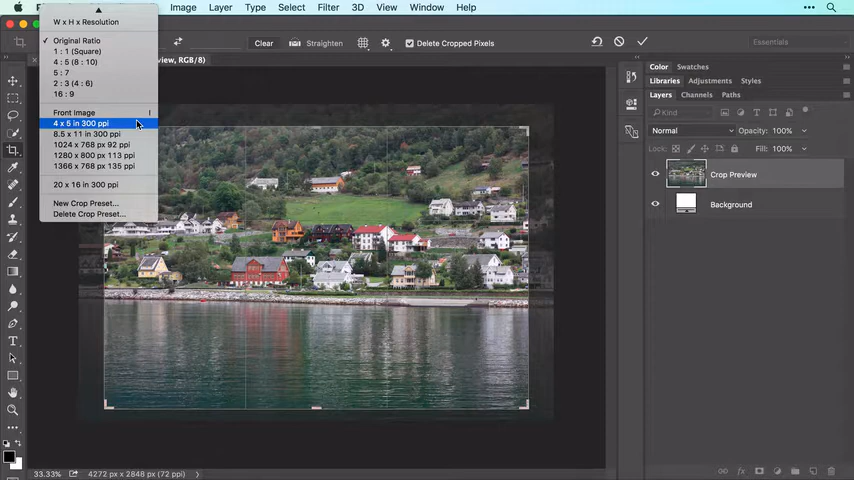 Image Layer Type Select Filter 3D View Window Help
W x H x Resolution
Original Ratio
1 : 1 (Square)
4 : 5 (8 : 10)
5 : 7
2 : 3 (4 : 6)
16 : 9
Front Image I
4 x 5 in 300 ppi
8.5 x 11 in 300 ppi
1024 x 768 px 92 ppi
1280 x 800 px 113 ppi
1366 x 768 px 135 ppi
20 x 16 in 300 ppi
New Crop Preset...
Delete Crop Preset...
Clear Straighten Delete Cropped Pixels Essentials
view, RGB/8)
Color Swatches
Libraries Adjustments Styles
Layers Channels Paths
Kind
Normal Opacity: 100%
Lock: Fill: 100%
Crop Preview
Background
33.33% 4272 px x 2848 px (72 ppi)